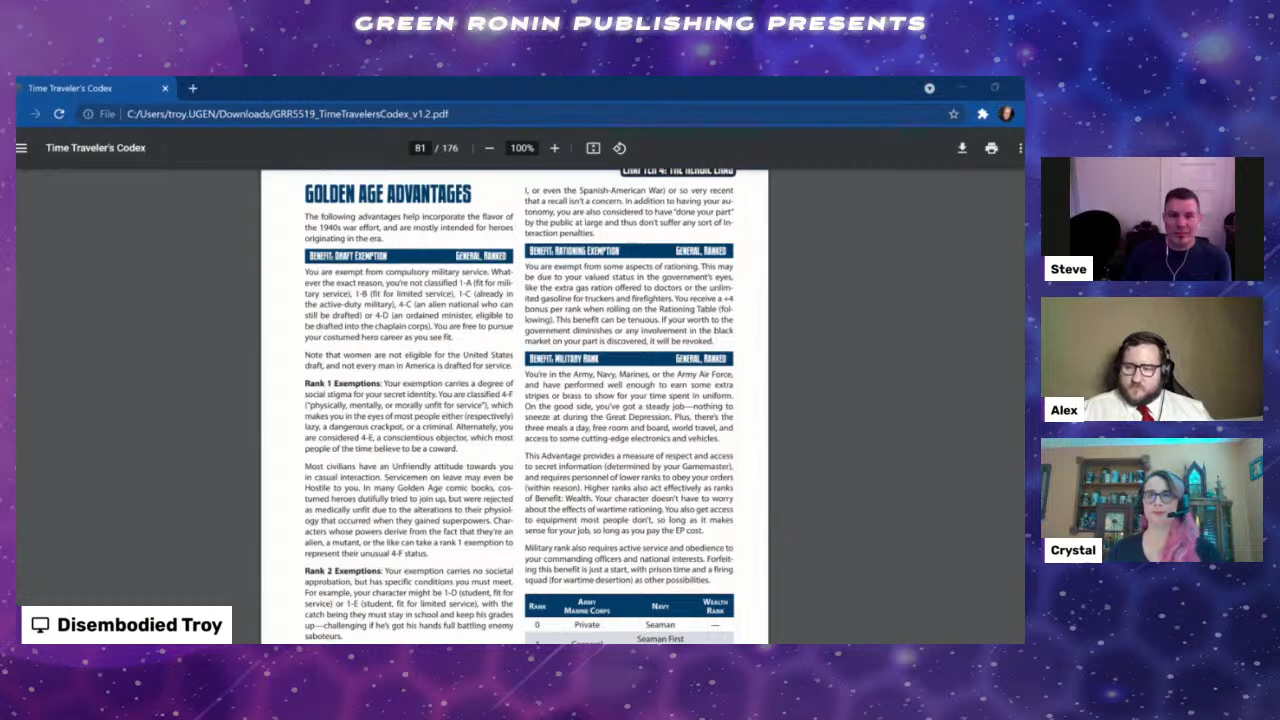 GREEN RONIN PUBLISHING PRESENTS
Time Traveler's Codex
File
C:/Users/troy.UGEN/Downloads/GRR5519_TimeTravelersCodex_v1.2.pdf
Time Traveler's Codex
81 / 176
100%
CHAPTER 4: THE HEROIC LAND
GOLDEN AGE ADVANTAGES
The following advantages help incorporate the flavor of
the 1940s war effort, and are mostly intended for heroes
originating in the era.
BENEFIT: DRAFT EXEMPTION GENERAL, RANKED
You are exempt from compulsory military service. What-
ever the exact reason, you're not classified 1-A (fit for mili-
tary service), 1-B (fit for limited service), 1-C (already in
the active-duty military), 4-C (an alien national who can
still be drafted) or 4-D (an ordained minister, eligible to
be drafted into the chaplain corps). You are free to pursue
your costumed hero career as you see fit.
Note that women are not eligible for the United States
draft, and not every man in America is drafted for service.
Rank 1 Exemptions: Your exemption carries a degree of
social stigma for your secret identity. You are classified 4-F
("physically, mentally, or morally unfit for service"), which
makes you in the eyes of most people either (respectively)
lazy, a dangerous crackpot, or a criminal. Alternately, you
are considered 4-E, a conscientious objector, which most
people of the time believe to be a coward.
Most civilians have an Unfriendly attitude towards you
in casual interaction. Servicemen on leave may even be
Hostile to you. In many Golden Age comic books, cos-
tumed heroes dutifully tried to join up, but were rejected
as medically unfit due to the alterations to their physiol-
ogy that occurred when they gained superpowers. Char-
acters whose powers derive from the fact that they're an
alien, a mutant, or the like can take a rank 1 exemption to
represent their unusual 4-F status.
Rank 2 Exemptions: Your exemption carries no societal
approbation, but has specific conditions you must meet.
For example, your character might be 1-D (student, fit for
service) or 1-E (student, fit for limited service), with the
catch being they must stay in school and keep his grades
up—challenging if he's got his hands full battling enemy
saboteurs.
I, or even the Spanish-American War) or so very recent
that a recall isn't a concern. In addition to having your au-
tonomy, you are also considered to have "done your part"
by the public at large and thus don't suffer any sort of in-
teraction penalties.
BENEFIT: RATIONING EXEMPTION GENERAL, RANKED
You are exempt from some aspects of rationing. This may
be due to your valued status in the government's eyes,
like the extra gas ration offered to doctors or the unlim-
ited gasoline for truckers and firefighters. You receive a +4
bonus per rank when rolling on the Rationing Table (fol-
lowing). This benefit can be tenuous. If your worth to the
government diminishes or any involvement in the black
market on your part is discovered, it will be revoked.
BENEFIT: MILITARY RANK GENERAL, RANKED
You're in the Army, Navy, Marines, or the Army Air Force,
and have performed well enough to earn some extra
stripes or brass to show for your time spent in uniform.
On the good side, you've got a steady job—nothing to
sneeze at during the Great Depression. Plus, there's the
three meals a day, free room and board, world travel, and
access to some cutting-edge electronics and vehicles.
This Advantage provides a measure of respect and access
to secret information (determined by your Gamemaster),
and requires personnel of lower ranks to obey your orders
(within reason). Higher ranks also act effectively as ranks
of Benefit: Wealth. Your character doesn't have to worry
about the effects of wartime rationing. You also get access
to equipment most people don't, so long as it makes
sense for your job, so long as you pay the EP cost.
Military rank also requires active service and obedience to
your commanding officers and national interests. Forfeit-
ing this benefit is just a start, with prison time and a firing
squad (for wartime desertion) as other possibilities.
RANK ARMY MARINE CORPS NAVY WEALTH RANK
0 Private Seaman —
1 Corporal Seaman First
Steve
Alex
Crystal
Disembodied Troy